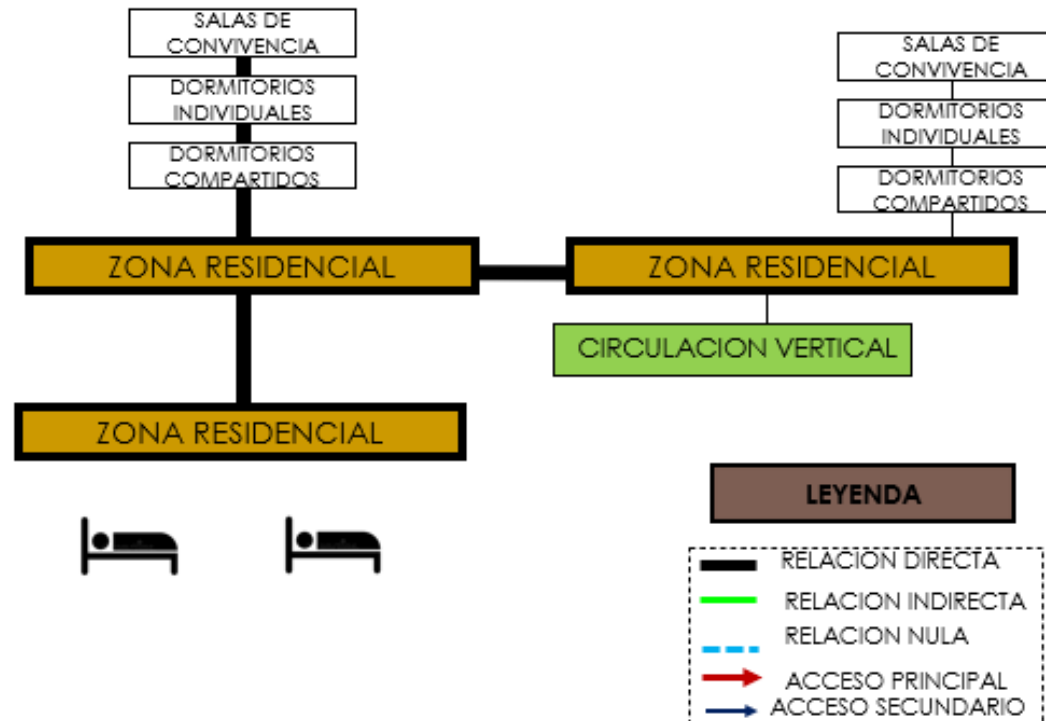 SALAS DE
CONVIVENCIA
DORMITORIOS
INDIVIDUALES
DORMITORIOS
COMPARTIDOS
SALAS DE
CONVIVENCIA
DORMITORIOS
INDIVIDUALES
DORMITORIOS
COMPARTIDOS
ZONA RESIDENCIAL
ZONA RESIDENCIAL
CIRCULACION VERTICAL
ZONA RESIDENCIAL
LEYENDA
RELACION DIRECTA
RELACION INDIRECTA
RELACION NULA
ACCESO PRINCIPAL
ACCESO SECUNDARIO